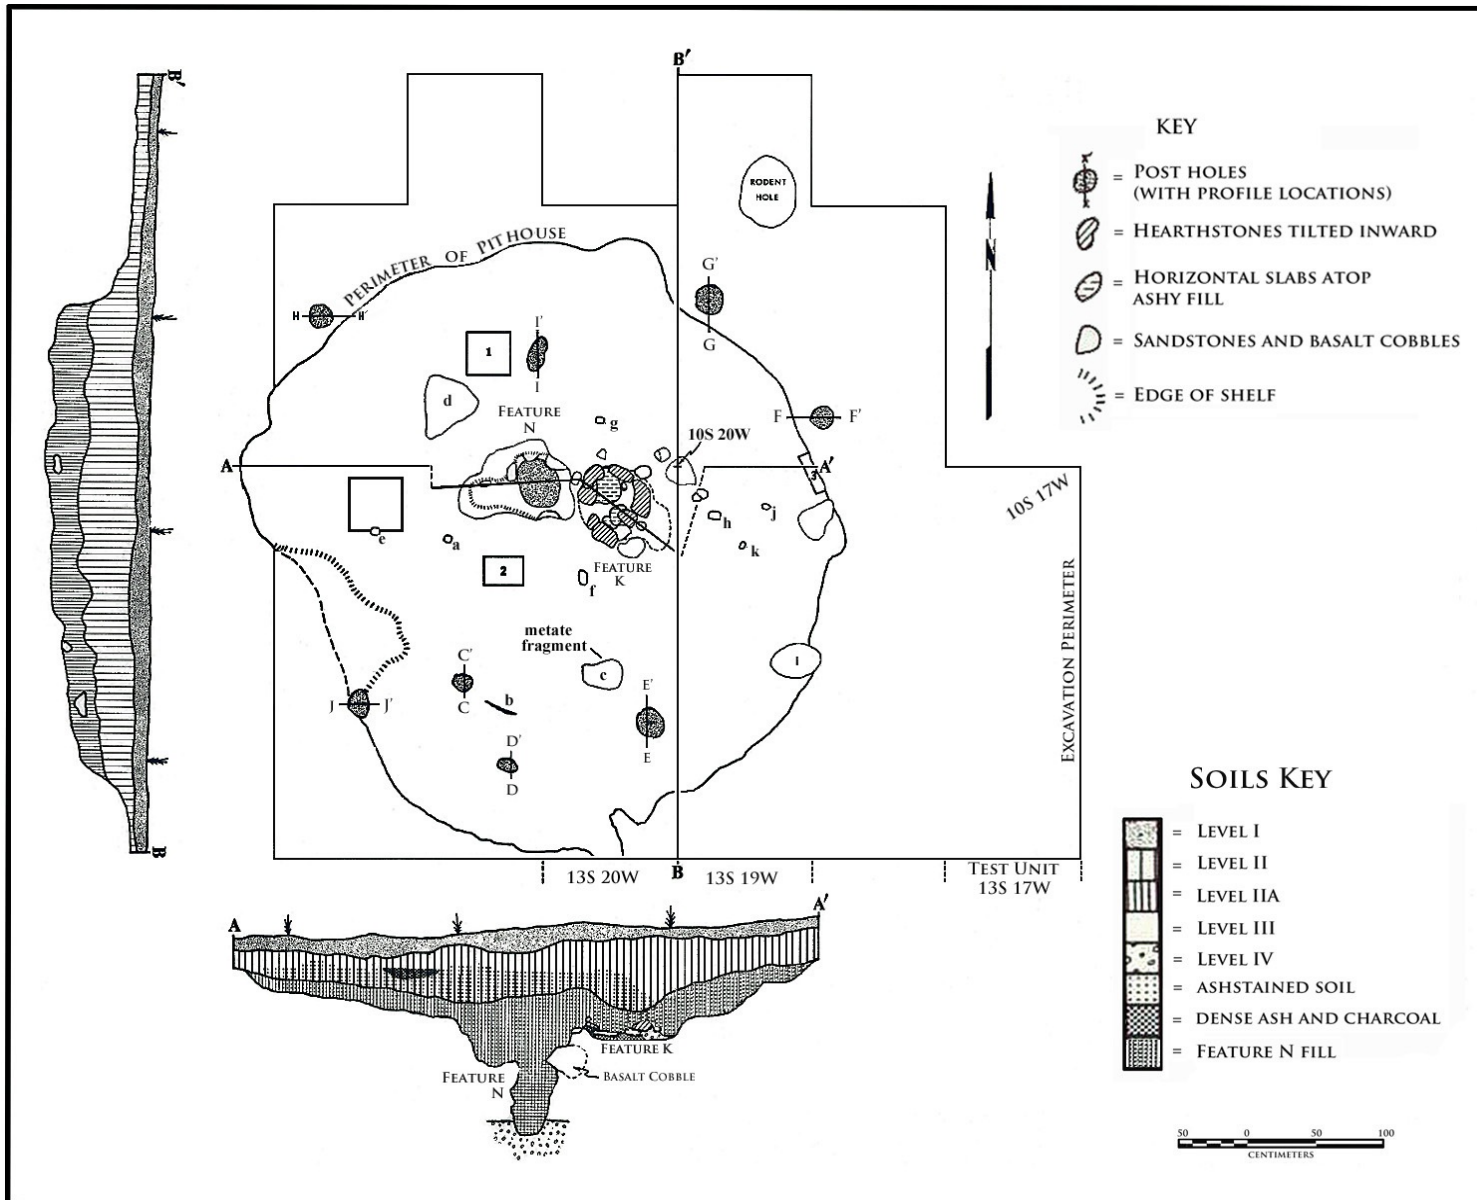 B'
B'
KEY
= POST HOLES
(WITH PROFILE LOCATIONS)
= HEARTHSTONES TILTED INWARD
= HORIZONTAL SLABS ATOP
ASHY FILL
= SANDSTONES AND BASALT COBBLES
= EDGE OF SHELF
RODENT
HOLE
N
PERIMETER OF PITHOUSE
G'
G
H H'
I'
I
1
d
FEATURE
N
g
F F'
10S 20W
A
A'
10S 17W
e
a
h
j
k
2
FEATURE
K
f
metate
fragment
c
l
C'
C
b
E'
E
J J'
D'
D
EXCAVATION PERIMETER
B
B
13S 20W
13S 19W
TEST UNIT
13S 17W
SOILS KEY
= LEVEL I
= LEVEL II
= LEVEL IIA
= LEVEL III
= LEVEL IV
= ASHSTAINED SOIL
= DENSE ASH AND CHARCOAL
= FEATURE N FILL
A
A'
FEATURE K
FEATURE
N
BASALT COBBLE
50 0 50 100
CENTIMETERS